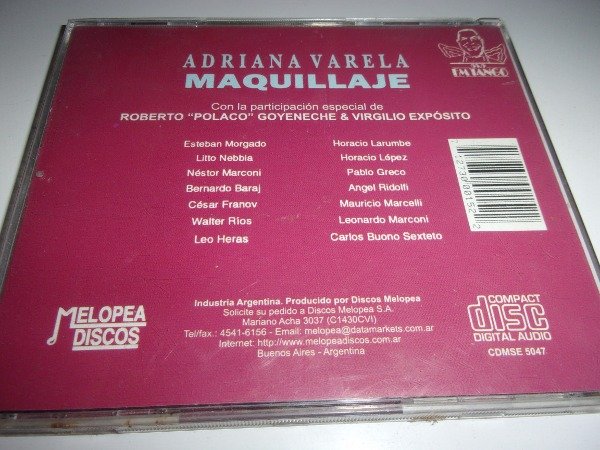 ADRIANA VARELA
MAQUILLAJE
FM TANGO
Con la participación especial de
ROBERTO "POLACO" GOYENECHE & VIRGILIO EXPÓSITO
Esteban Morgado
Litto Nebbia
Néstor Marconi
Bernardo Baraj
César Franov
Walter Ríos
Leo Heras
Horacio Larumbe
Horacio López
Pablo Greco
Angel Ridolfi
Mauricio Marcelli
Leonardo Marconi
Carlos Buono Sexteto
MELOPEA
DISCOS
Industria Argentina. Producido por Discos Melopea
Solicite su pedido a Discos Melopea S.A.
Mariano Acha 3037 (C1430CVI)
Tel/fax.: 4541-6156 - Email: melopea@datamarkets.com.ar
Internet: http://www.melopeadiscos.com.ar
Buenos Aires - Argentina
COMPACT
disc
DIGITAL AUDIO
CDMSE 5047